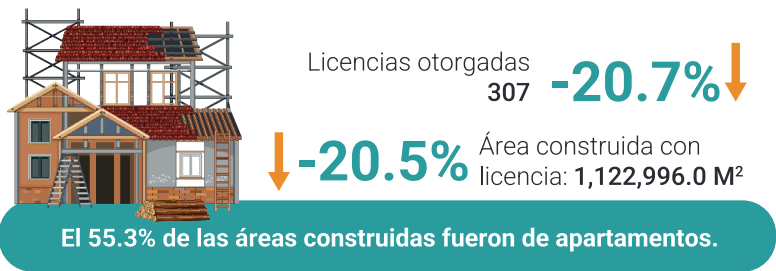 Licencias otorgadas
307
-20.7%
-20.5%
Área construida con
licencia: 1,122,996.0 M²
El 55.3% de las áreas construidas fueron de apartamentos.